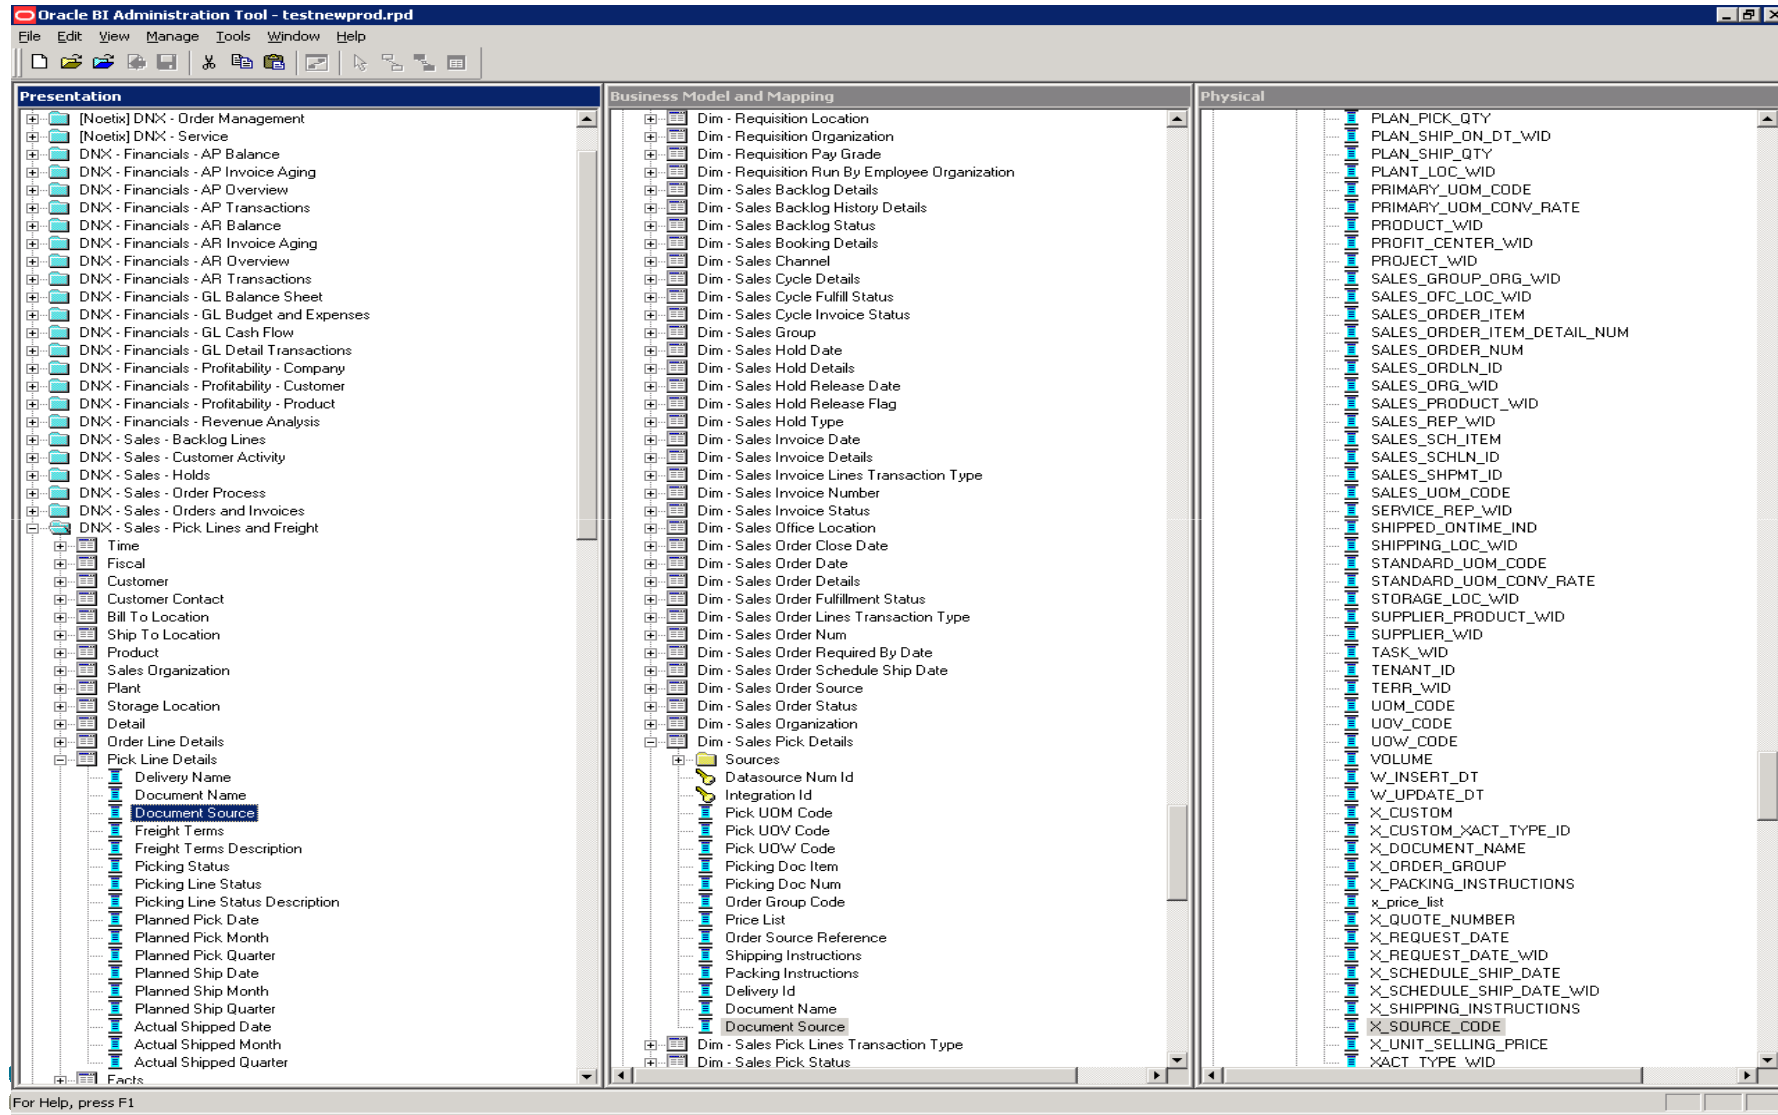 Oracle BI Administration Tool - testnewprod.rpd
File Edit View Manage Tools Window Help
Presentation
[Noetix] DNX - Order Management
[Noetix] DNX - Service
DNX - Financials - AP Balance
DNX - Financials - AP Invoice Aging
DNX - Financials - AP Overview
DNX - Financials - AP Transactions
DNX - Financials - AR Balance
DNX - Financials - AR Invoice Aging
DNX - Financials - AR Overview
DNX - Financials - AR Transactions
DNX - Financials - GL Balance Sheet
DNX - Financials - GL Budget and Expenses
DNX - Financials - GL Cash Flow
DNX - Financials - GL Detail Transactions
DNX - Financials - Profitability - Company
DNX - Financials - Profitability - Customer
DNX - Financials - Profitability - Product
DNX - Financials - Revenue Analysis
DNX - Sales - Backlog Lines
DNX - Sales - Customer Activity
DNX - Sales - Holds
DNX - Sales - Order Process
DNX - Sales - Orders and Invoices
DNX - Sales - Pick Lines and Freight
Time
Fiscal
Customer
Customer Contact
Bill To Location
Ship To Location
Product
Sales Organization
Plant
Storage Location
Detail
Order Line Details
Pick Line Details
Delivery Name
Document Name
Document Source
Freight Terms
Freight Terms Description
Picking Status
Picking Line Status
Picking Line Status Description
Planned Pick Date
Planned Pick Month
Planned Pick Quarter
Planned Ship Date
Planned Ship Month
Planned Ship Quarter
Actual Shipped Date
Actual Shipped Month
Actual Shipped Quarter
Facts
Business Model and Mapping
Dim - Requisition Location
Dim - Requisition Organization
Dim - Requisition Pay Grade
Dim - Requisition Run By Employee Organization
Dim - Sales Backlog Details
Dim - Sales Backlog History Details
Dim - Sales Backlog Status
Dim - Sales Booking Details
Dim - Sales Channel
Dim - Sales Cycle Details
Dim - Sales Cycle Fulfill Status
Dim - Sales Cycle Invoice Status
Dim - Sales Group
Dim - Sales Hold Date
Dim - Sales Hold Details
Dim - Sales Hold Release Date
Dim - Sales Hold Release Flag
Dim - Sales Hold Type
Dim - Sales Invoice Date
Dim - Sales Invoice Details
Dim - Sales Invoice Lines Transaction Type
Dim - Sales Invoice Number
Dim - Sales Invoice Status
Dim - Sales Office Location
Dim - Sales Order Close Date
Dim - Sales Order Date
Dim - Sales Order Details
Dim - Sales Order Fulfillment Status
Dim - Sales Order Lines Transaction Type
Dim - Sales Order Num
Dim - Sales Order Required By Date
Dim - Sales Order Schedule Ship Date
Dim - Sales Order Source
Dim - Sales Order Status
Dim - Sales Organization
Dim - Sales Pick Details
Sources
Datasource Num Id
Integration Id
Pick UOM Code
Pick UOV Code
Pick UOW Code
Picking Doc Item
Picking Doc Num
Order Group Code
Price List
Order Source Reference
Shipping Instructions
Packing Instructions
Delivery Id
Document Name
Document Source
Dim - Sales Pick Lines Transaction Type
Dim - Sales Pick Status
Physical
PLAN_PICK_QTY
PLAN_SHIP_ON_DT_WID
PLAN_SHIP_QTY
PLANT_LOC_WID
PRIMARY_UOM_CODE
PRIMARY_UOM_CONV_RATE
PRODUCT_WID
PROFIT_CENTER_WID
PROJECT_WID
SALES_GROUP_ORG_WID
SALES_OFC_LOC_WID
SALES_ORDER_ITEM
SALES_ORDER_ITEM_DETAIL_NUM
SALES_ORDER_NUM
SALES_ORDLN_ID
SALES_ORG_WID
SALES_PRODUCT_WID
SALES_REP_WID
SALES_SCH_ITEM
SALES_SCHLN_ID
SALES_SHPMT_ID
SALES_UOM_CODE
SERVICE_REP_WID
SHIPPED_ONTIME_IND
SHIPPING_LOC_WID
STANDARD_UOM_CODE
STANDARD_UOM_CONV_RATE
STORAGE_LOC_WID
SUPPLIER_PRODUCT_WID
SUPPLIER_WID
TASK_WID
TENANT_ID
TERR_WID
UOM_CODE
UOV_CODE
UOW_CODE
VOLUME
W_INSERT_DT
W_UPDATE_DT
X_CUSTOM
X_CUSTOM_XACT_TYPE_ID
X_DOCUMENT_NAME
X_ORDER_GROUP
X_PACKING_INSTRUCTIONS
x_price_list
X_QUOTE_NUMBER
X_REQUEST_DATE
X_REQUEST_DATE_WID
X_SCHEDULE_SHIP_DATE
X_SCHEDULE_SHIP_DATE_WID
X_SHIPPING_INSTRUCTIONS
X_SOURCE_CODE
X_UNIT_SELLING_PRICE
XACT_TYPE_WID
For Help, press F1